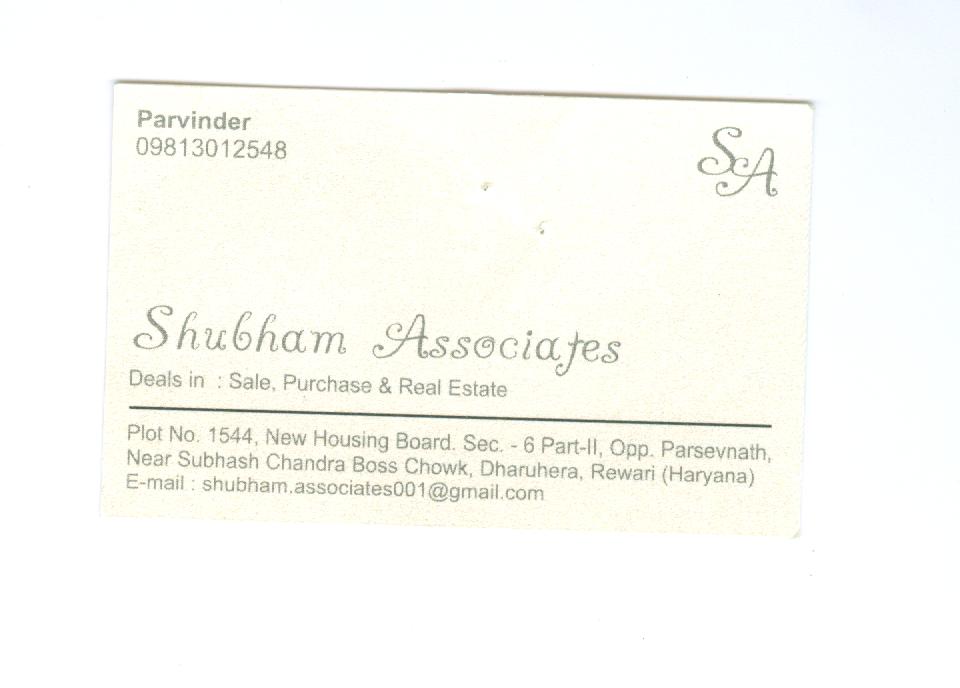 Parvinder
09813012548
SA
Shubham Associates
Deals in : Sale, Purchase & Real Estate
Plot No. 1544, New Housing Board. Sec. - 6 Part-II, Opp. Parsevnath,
Near Subhash Chandra Boss Chowk, Dharuhera, Rewari (Haryana)
E-mail : shubham.associates001@gmail.com